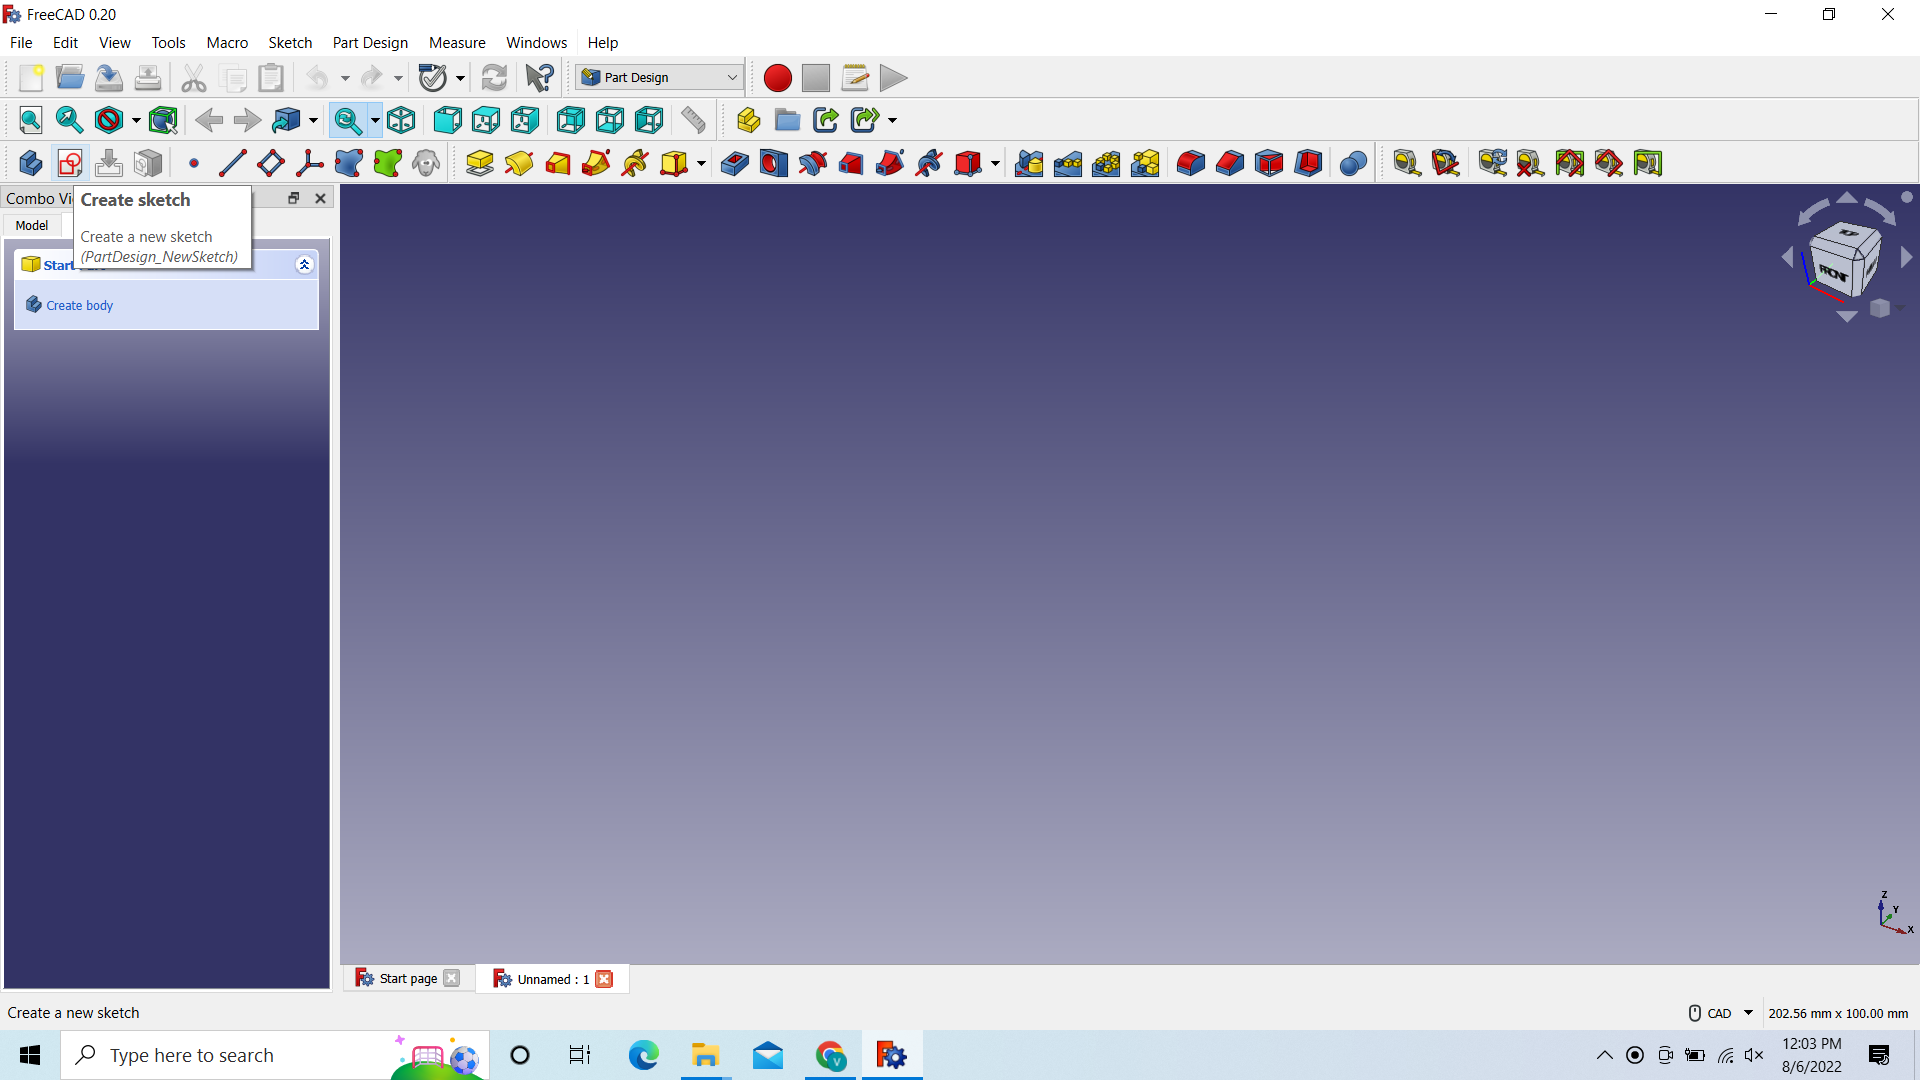 FreeCAD 0.20
File Edit View Tools Macro Sketch Part Design Measure Windows Help
Part Design
Combo Vi
Create sketch
Model
Create a new sketch
(PartDesign_NewSketch)
Start
Create body
TOP
FRONT
Z
Y
X
Start page
Unnamed : 1
Create a new sketch
CAD
202.56 mm x 100.00 mm
Type here to search
V
12:03 PM
8/6/2022